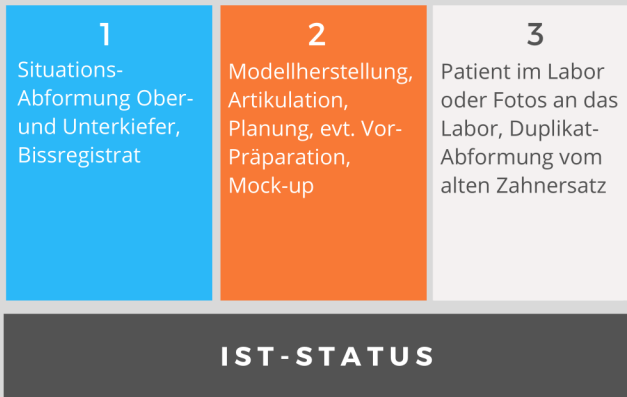 1
Situations-
Abformung Ober-
und Unterkiefer,
Bissregistrat
2
Modellherstellung,
Artikulation,
Planung, evt. Vor-
Präparation,
Mock-up
3
Patient im Labor
oder Fotos an das
Labor, Duplikat-
Abformung vom
alten Zahnersatz
IST-STATUS